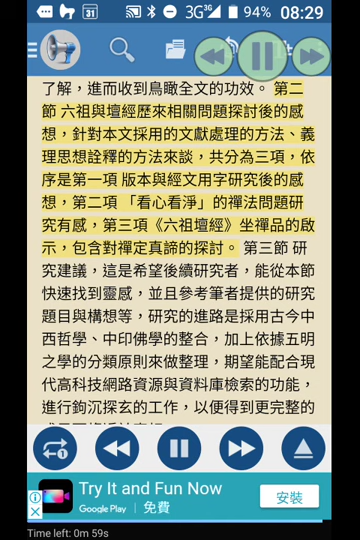 31 3G 36 94% 08:29
了解，進而收到鳥瞰全文的功效。 第二
節 六祖與壇經歷來相關問題探討後的感
想，針對本文採用的文獻處理的方法、義
理思想詮釋的方法來談，共分為三項，依
序是第一項 版本與經文用字研究後的感
想，第二項 「看心看淨」的禪法問題研
究有感，第三項《六祖壇經》坐禪品的啟
示，包含對禪定真諦的探討。 第三節 研
究建議，這是希望後續研究者，能從本節
快速找到靈感，並且參考筆者提供的研究
題目與構想等，研究的進路是採用古今中
西哲學、中印佛學的整合，加上依據五明
之學的分類原則來做整理，期望能配合現
代高科技網路資源與資料庫檢索的功能，
進行鉤沉探玄的工作，以便得到更完整的
1
Try It and Fun Now
Google Play | 免費
安裝
Time left: 0m 59s